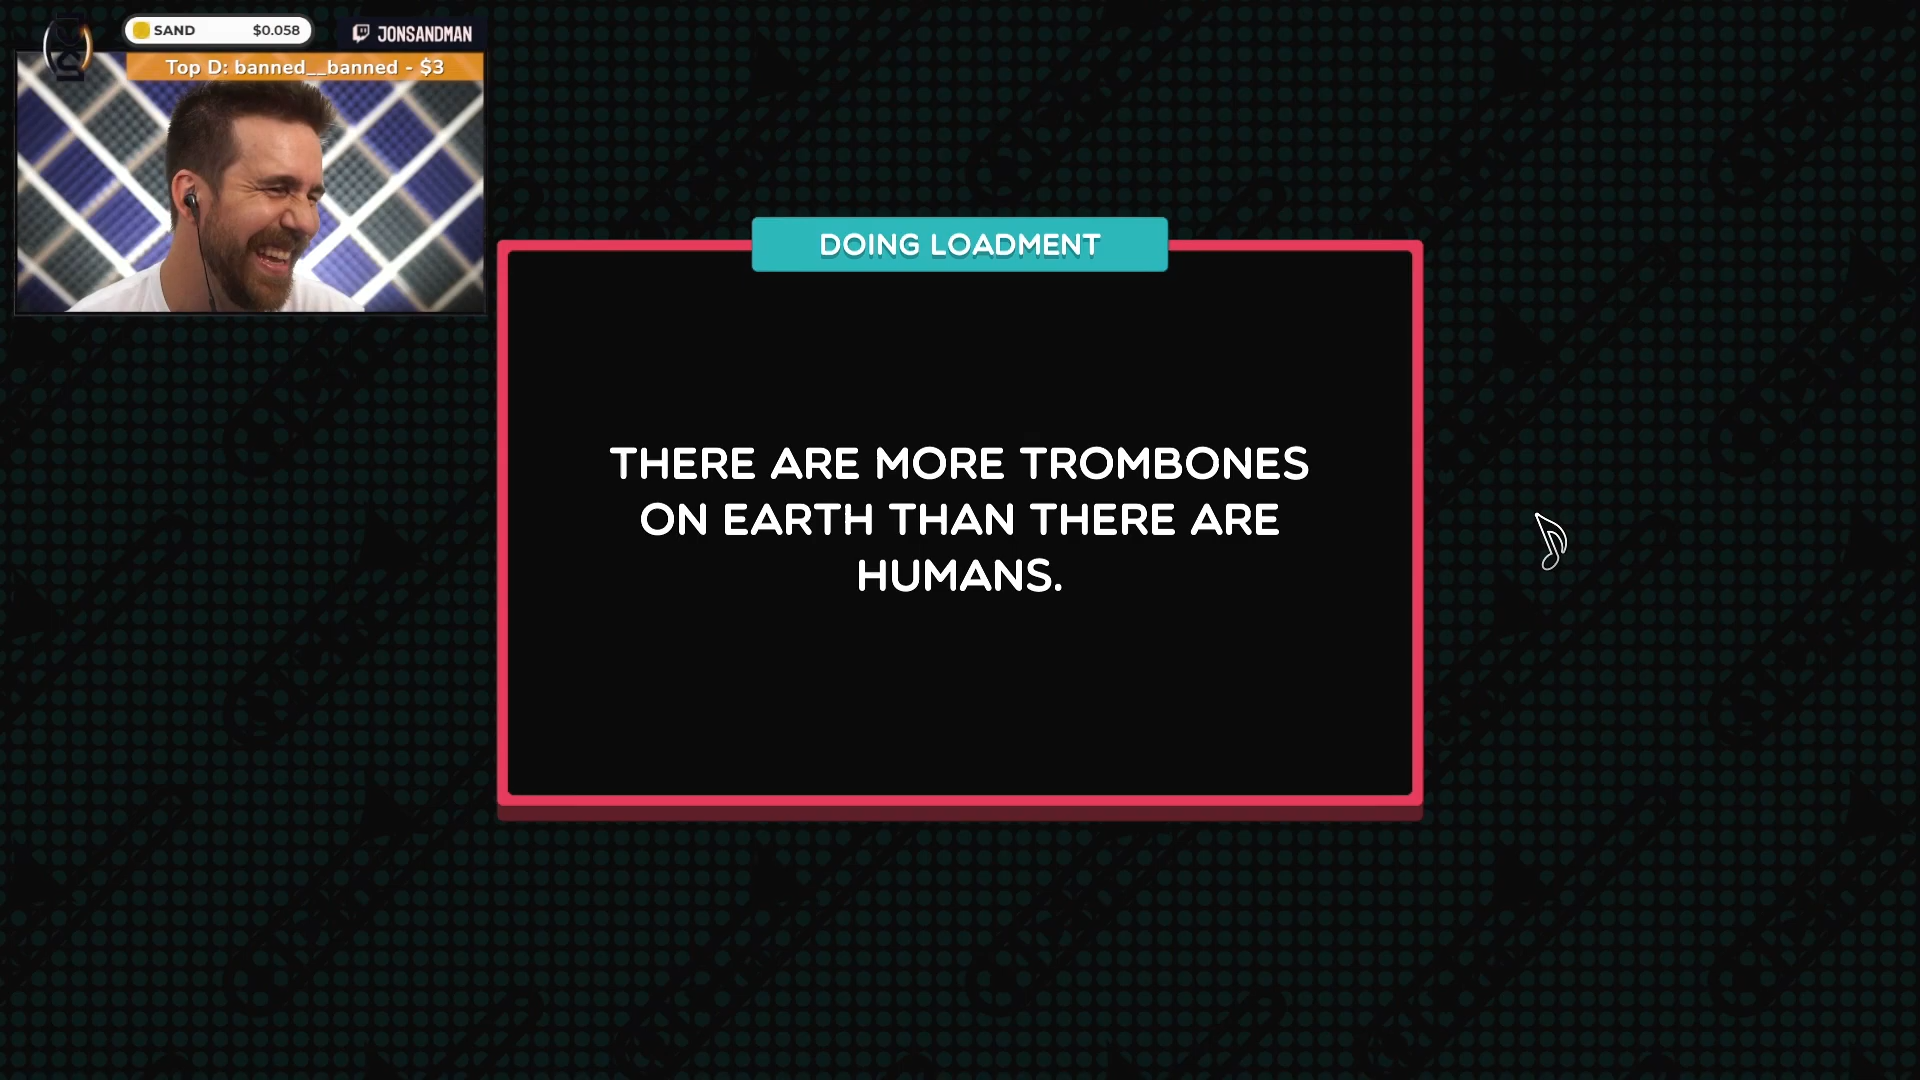 SAND $0.058
JONSANDMAN
Top D: banned__banned - $3
DOING LOADMENT
THERE ARE MORE TROMBONES
ON EARTH THAN THERE ARE
HUMANS.